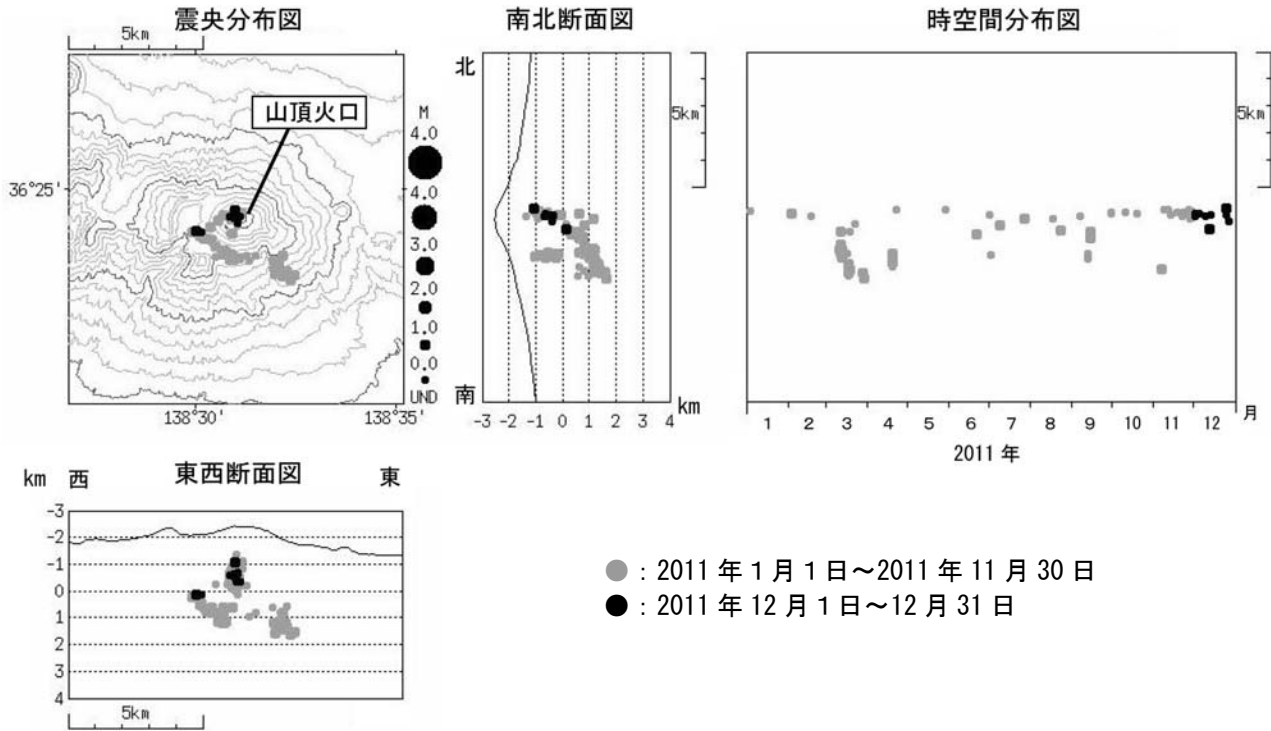 震央分布図
5km
山頂火口
36°25'
138°30'
138°35'
M
4.0
4.0
3.0
2.0
1.0
0.0
UND
南北断面図
北
5km
南
km
-3 -2 -1 0 1 2 3 4
時空間分布図
5km
1 2 3 4 5 6 7 8 9 10 11 12
月
2011 年
km 西 東西断面図 東
-3
-2
-1
0
1
2
3
4
5km
● : 2011 年 1 月 1 日～2011 年 11 月 30 日
● : 2011 年 12 月 1 日～12 月 31 日